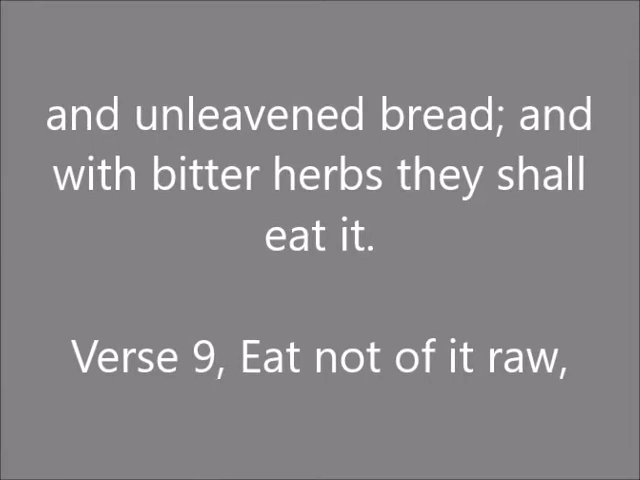 and unleavened bread; and
with bitter herbs they shall
eat it.
Verse 9, Eat not of it raw,